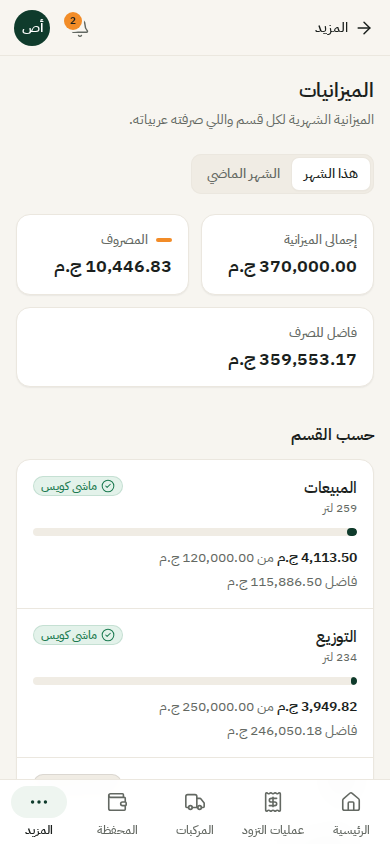 المزيد
2
أص
الميزانيات
الميزانية الشهرية لكل قسم واللي صرفته عربياته.
هذا الشهر
الشهر الماضي
إجمالى الميزانية
370,000.00 ج.م
المصروف
10,446.83 ج.م
فاضل للصرف
359,553.17 ج.م
حسب القسم
المبيعات
ماشى كويس
259 لتر
4,113.50 ج.م من 120,000.00 ج.م
فاضل 115,886.50 ج.م
التوزيع
ماشى كويس
234 لتر
3,949.82 ج.م من 250,000.00 ج.م
فاضل 246,050.18 ج.م
الرئيسية
عمليات التزود
المركبات
المحفظة
المزيد